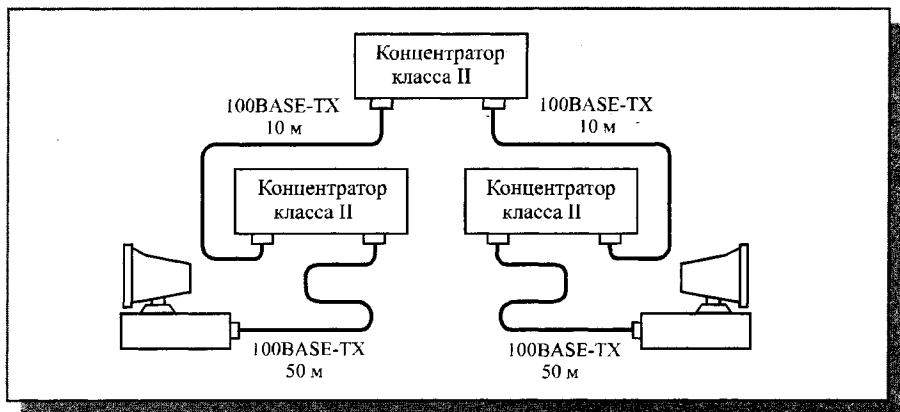 Концентратор
класса II
100BASE-TX
10 м
100BASE-TX
10 м
Концентратор
класса II
Концентратор
класса II
100BASE-TX
50 м
100BASE-TX
50 м